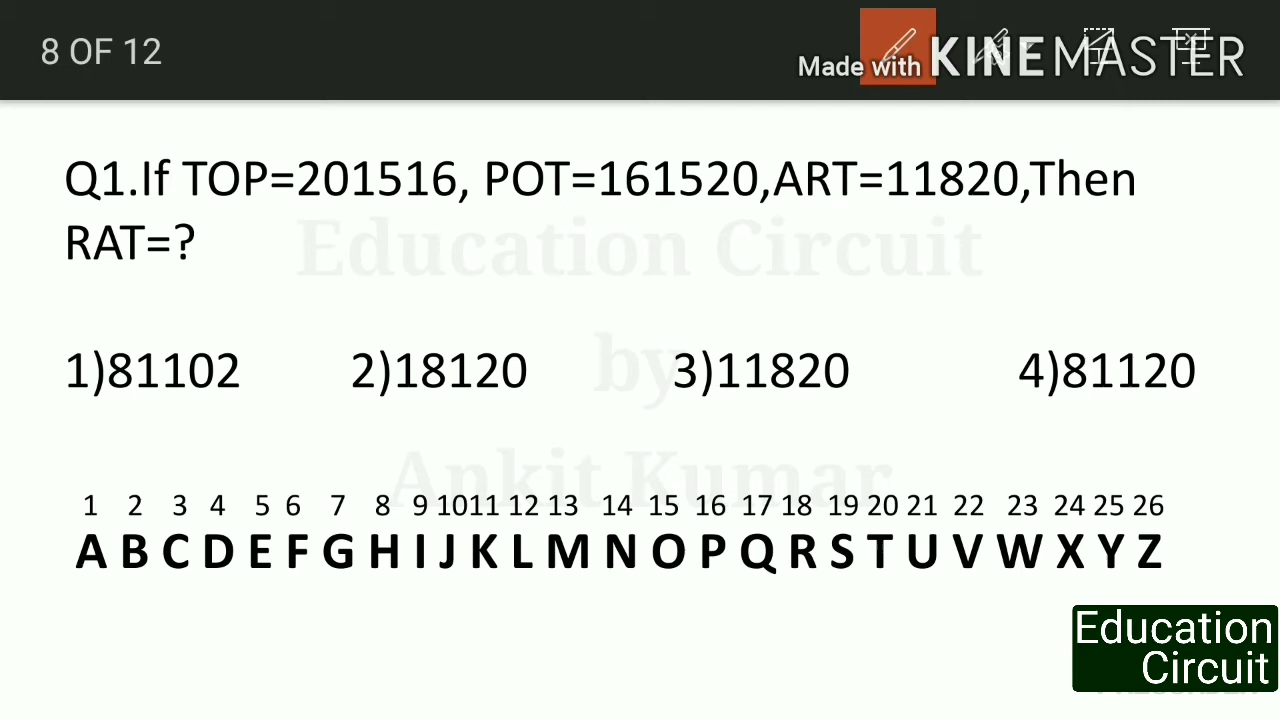 8 OF 12
Made with KINEMASTER
Q1.If TOP=201516, POT=161520,ART=11820,Then
RAT=?
Education Circuit
by
Ankit Kumar
1)81102 2)18120 3)11820 4)81120
1 2 3 4 5 6 7 8 9 10 11 12 13 14 15 16 17 18 19 20 21 22 23 24 25 26
A B C D E F G H I J K L M N O P Q R S T U V W X Y Z
Education
Circuit